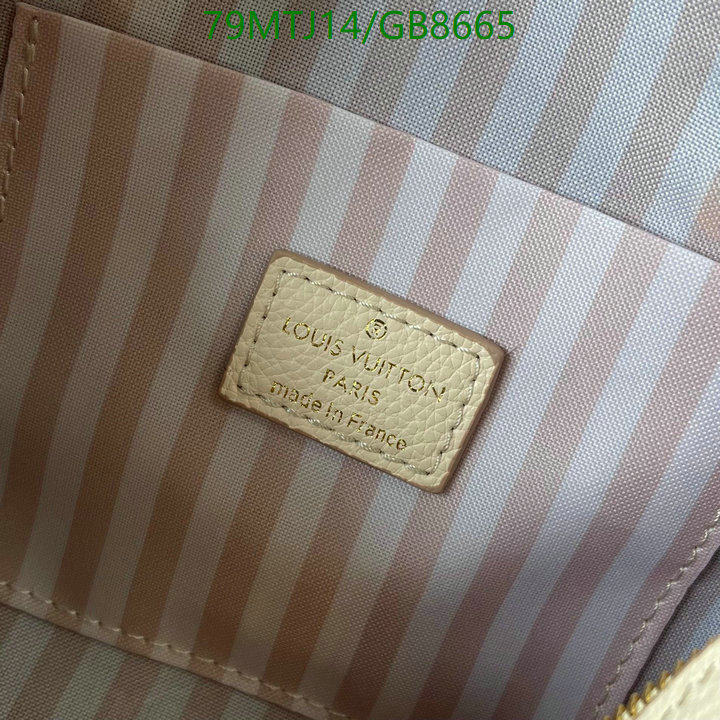 79MTJ14/GB8665
LOUIS VUITTON
PARIS
made in France